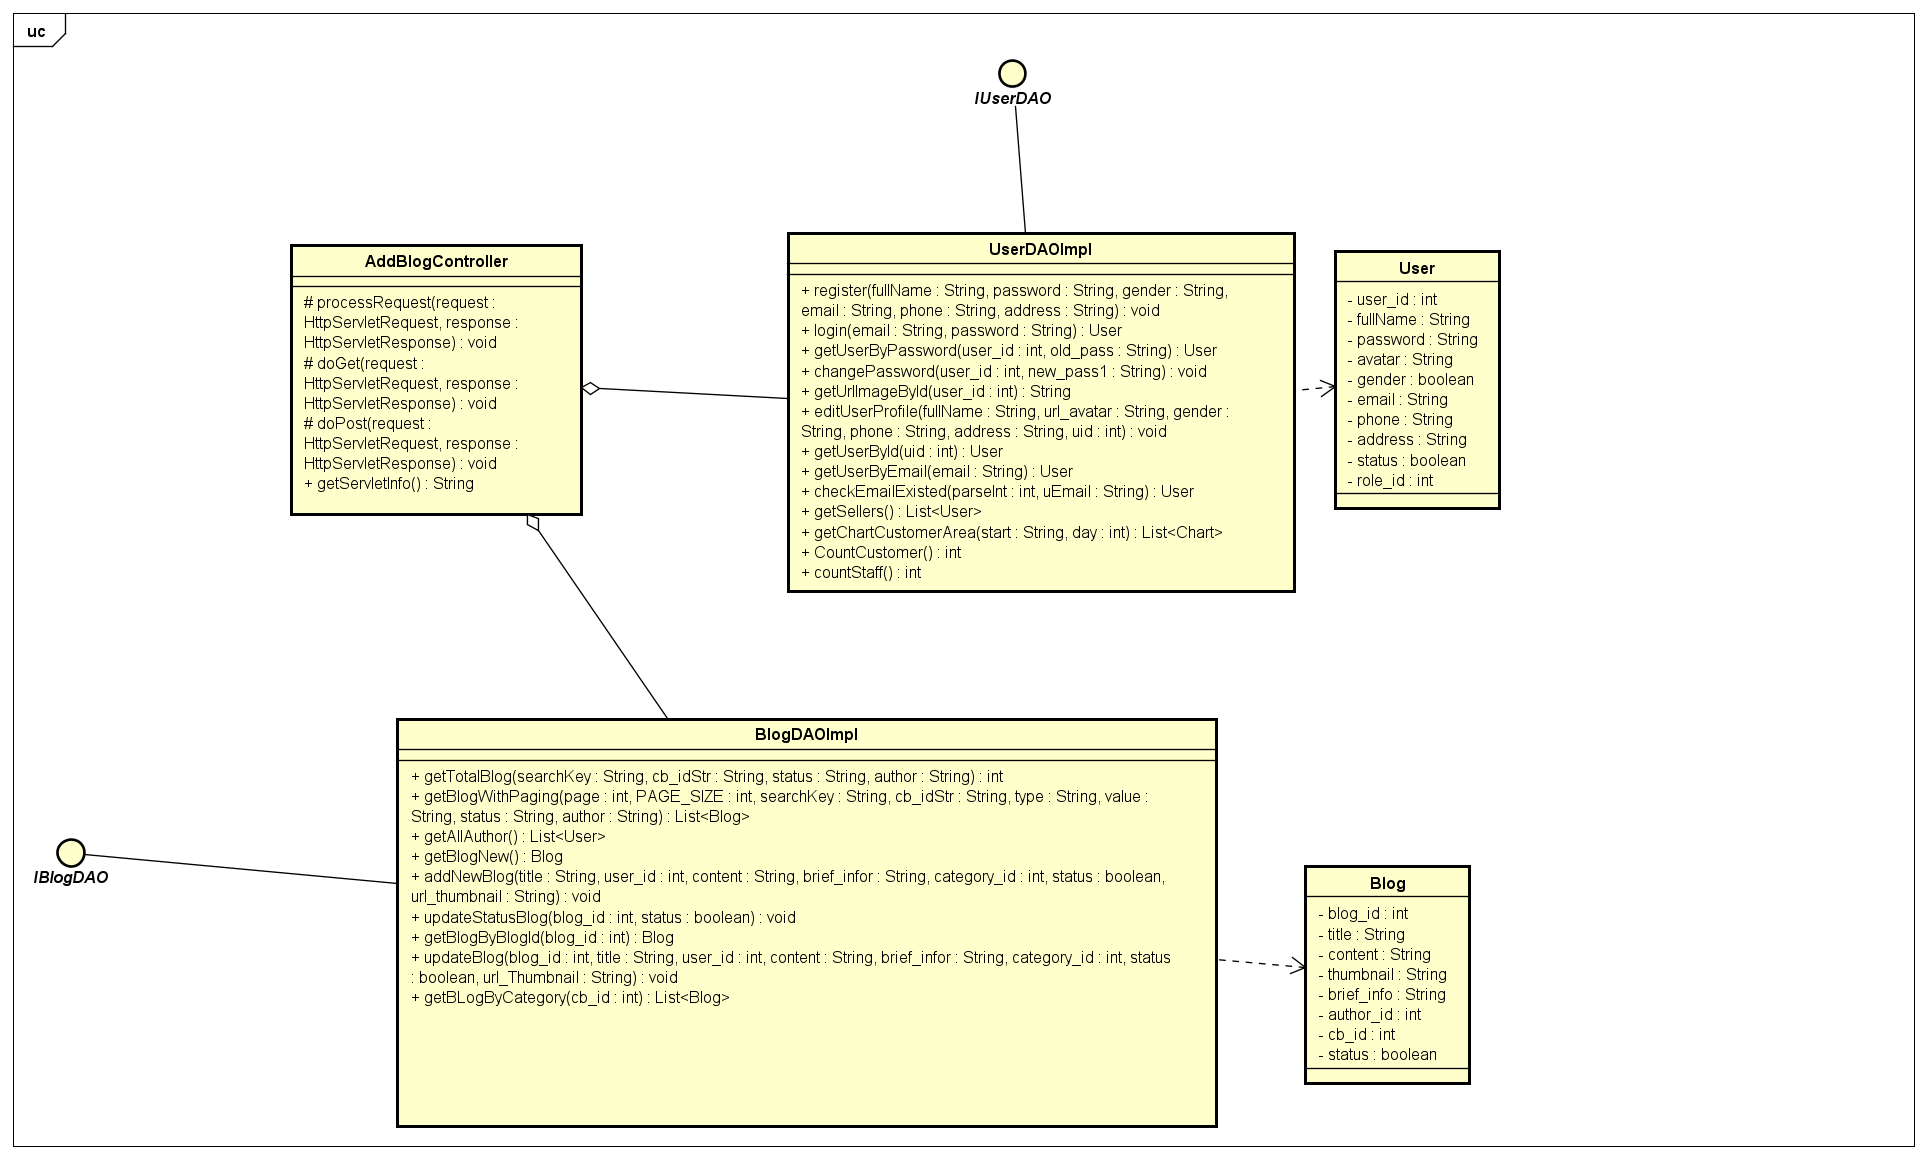 uc
IUserDAO
AddBlogController
# processRequest(request :
HttpServletRequest, response :
HttpServletResponse) : void
# doGet(request :
HttpServletRequest, response :
HttpServletResponse) : void
# doPost(request :
HttpServletRequest, response :
HttpServletResponse) : void
+ getServletInfo() : String
UserDAOImpl
+ register(fullName : String, password : String, gender : String,
email : String, phone : String, address : String) : void
+ login(email : String, password : String) : User
+ getUserByPassword(user_id : int, old_pass : String) : User
+ changePassword(user_id : int, new_pass1 : String) : void
+ getUrlImageById(user_id : int) : String
+ editUserProfile(fullName : String, url_avatar : String, gender :
String, phone : String, address : String, uid : int) : void
+ getUserById(uid : int) : User
+ getUserByEmail(email : String) : User
+ checkEmailExisted(parseInt : int, uEmail : String) : User
+ getSellers() : List<User>
+ getChartCustomerArea(start : String, day : int) : List<Chart>
+ CountCustomer() : int
+ countStaff() : int
User
- user_id : int
- fullName : String
- password : String
- avatar : String
- gender : boolean
- email : String
- phone : String
- address : String
- status : boolean
- role_id : int
IBlogDAO
BlogDAOImpl
+ getTotalBlog(searchKey : String, cb_idStr : String, status : String, author : String) : int
+ getBlogWithPaging(page : int, PAGE_SIZE : int, searchKey : String, cb_idStr : String, type : String, value :
String, status : String, author : String) : List<Blog>
+ getAllAuthor() : List<User>
+ getBlogNew() : Blog
+ addNewBlog(title : String, user_id : int, content : String, brief_infor : String, category_id : int, status : boolean,
url_thumbnail : String) : void
+ updateStatusBlog(blog_id : int, status : boolean) : void
+ getBlogByBlogId(blog_id : int) : Blog
+ updateBlog(blog_id : int, title : String, user_id : int, content : String, brief_infor : String, category_id : int, status
: boolean, url_Thumbnail : String) : void
+ getBLogByCategory(cb_id : int) : List<Blog>
Blog
- blog_id : int
- title : String
- content : String
- thumbnail : String
- brief_info : String
- author_id : int
- cb_id : int
- status : boolean